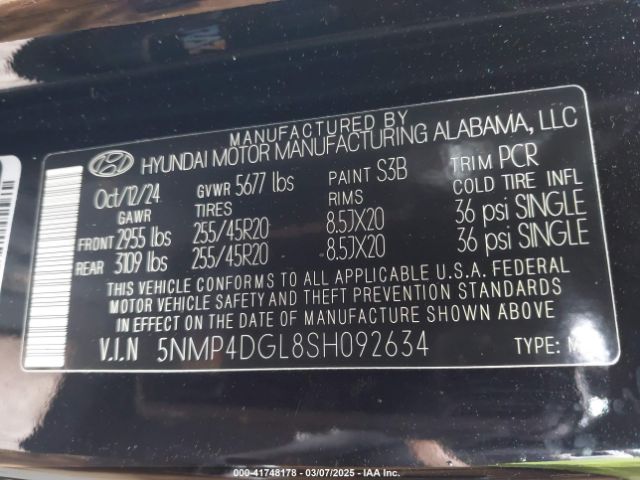 MANUFACTURED BY
HYUNDAI MOTOR MANUFACTURING ALABAMA, LLC
Oct/12/24 GVWR 5677 lbs PAINT S3B TRIM PCR
GAWR TIRES RIMS COLD TIRE INFL
FRONT 2955 lbs 255/45R20 8.5JX20 36 psi SINGLE
REAR 3109 lbs 255/45R20 8.5JX20 36 psi SINGLE
THIS VEHICLE CONFORMS TO ALL APPLICABLE U.S.A. FEDERAL
MOTOR VEHICLE SAFETY AND THEFT PREVENTION STANDARDS
IN EFFECT ON THE DATE OF MANUFACTURE SHOWN ABOVE.
V.I.N 5NMP4DGL8SH092634 TYPE:
000-41748178 - 03/07/2025 - IAA Inc.